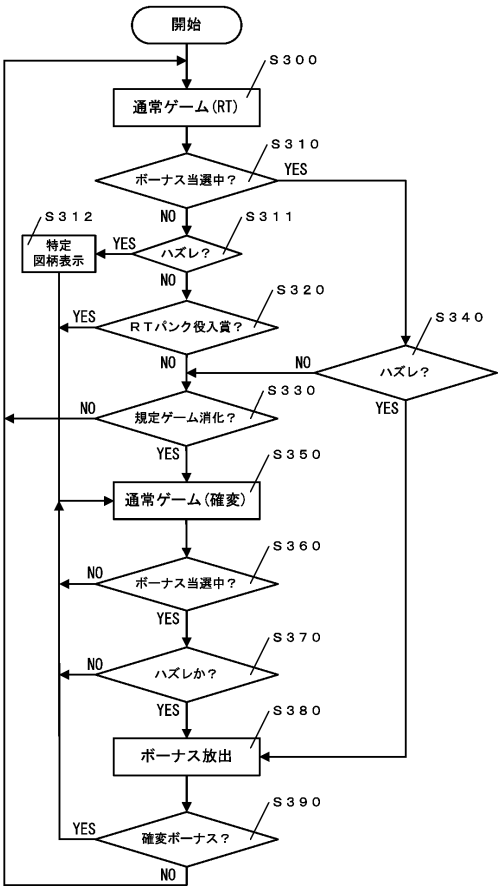 開始
S300
通常ゲーム(RT)
S310
ボーナス当選中?
YES
NO
S312
S311
特定
図柄表示
YES
ハズレ?
NO
S320
YES
RTパンク役入賞?
NO
S340
NO
ハズレ?
YES
S330
NO
規定ゲーム消化?
YES
S350
通常ゲーム(確変)
S360
NO
ボーナス当選中?
YES
S370
NO
ハズレか?
YES
S380
ボーナス放出
S390
YES
確変ボーナス?
NO